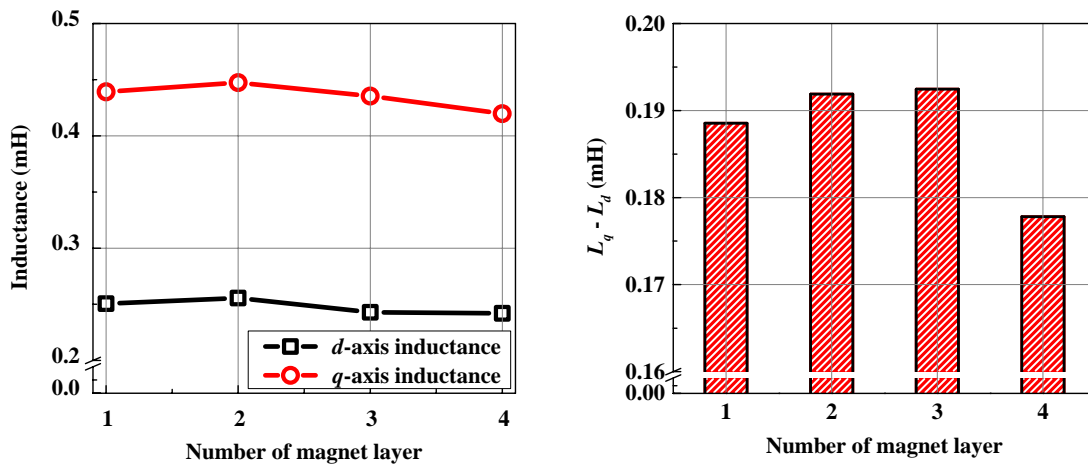 0.5
0.4
0.3
0.2
0.0
Inductance (mH)
d-axis inductance
q-axis inductance
1 2 3 4
Number of magnet layer
0.20
0.19
0.18
0.17
0.16
0.00
Lq - Ld (mH)
1 2 3 4
Number of magnet layer